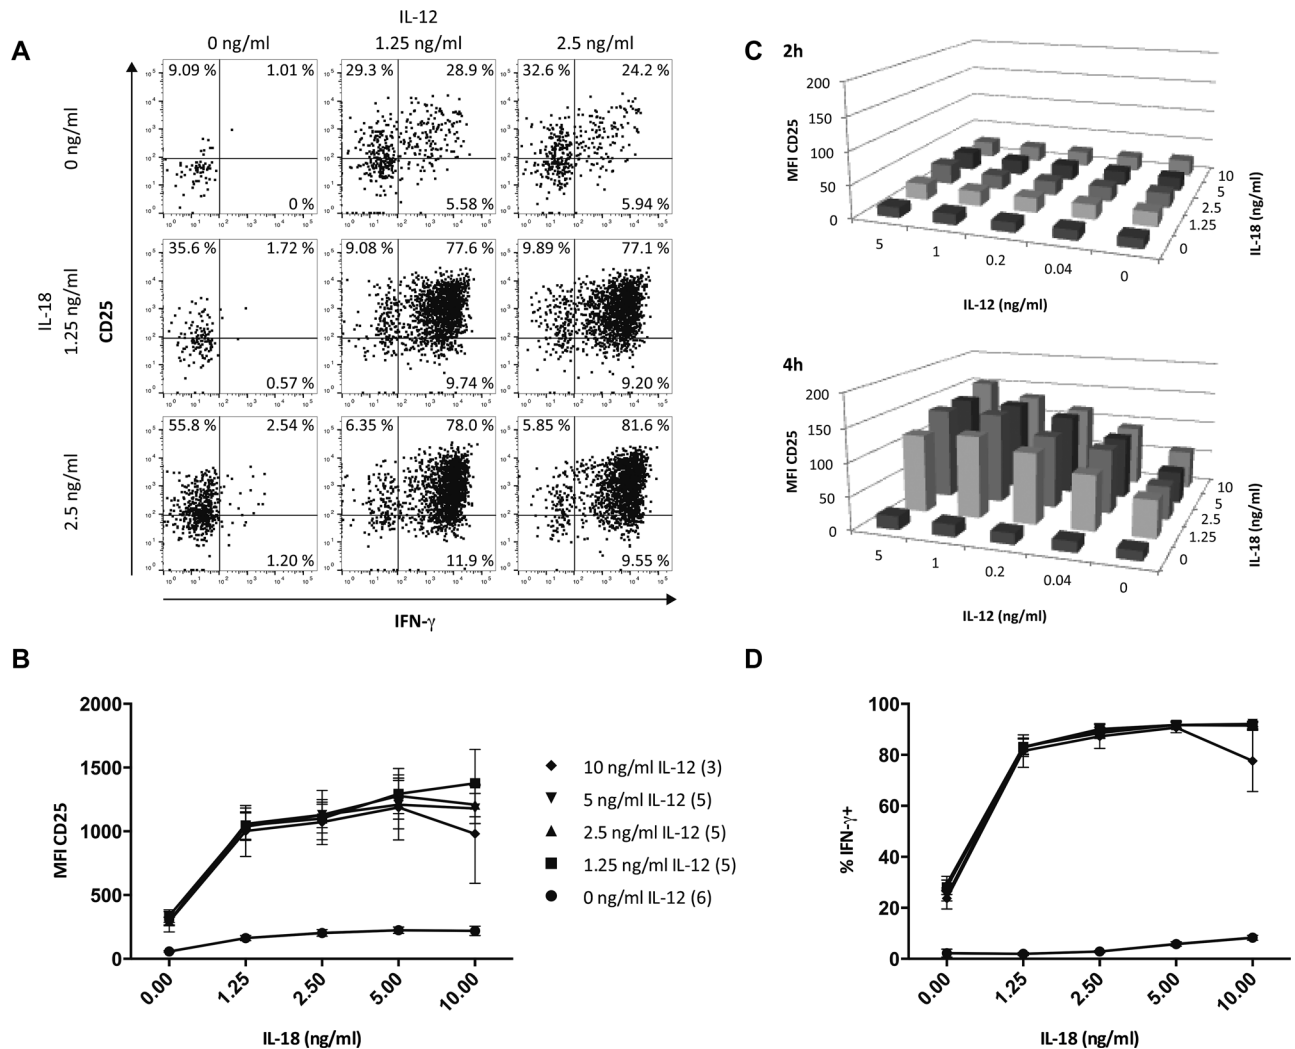 A
IL-12
0 ng/ml 1.25 ng/ml 2.5 ng/ml
IL-18
0 ng/ml
1.25 ng/ml
2.5 ng/ml
CD25
9.09 % 1.01 %
0 %
29.3 % 28.9 %
5.58 %
32.6 % 24.2 %
5.94 %
35.6 % 1.72 %
0.57 %
9.08 % 77.6 %
9.74 %
9.89 % 77.1 %
9.20 %
55.8 % 2.54 %
1.20 %
6.35 % 78.0 %
11.9 %
5.85 % 81.6 %
9.55 %
IFN-γ
C
2h
MFI CD25
200
150
100
50
0
5 1 0.2 0.04 0
IL-12 (ng/ml)
10
5
2.5
1.25
0
IL-18 (ng/ml)
4h
MFI CD25
200
150
100
50
0
5 1 0.2 0.04 0
IL-12 (ng/ml)
10
5
2.5
1.25
0
IL-18 (ng/ml)
B
MFI CD25
2000
1500
1000
500
0
0.00 1.25 2.50 5.00 10.00
IL-18 (ng/ml)
10 ng/ml IL-12 (3)
5 ng/ml IL-12 (5)
2.5 ng/ml IL-12 (5)
1.25 ng/ml IL-12 (5)
0 ng/ml IL-12 (6)
D
% IFN-γ+
100
80
60
40
20
0
0.00 1.25 2.50 5.00 10.00
IL-18 (ng/ml)